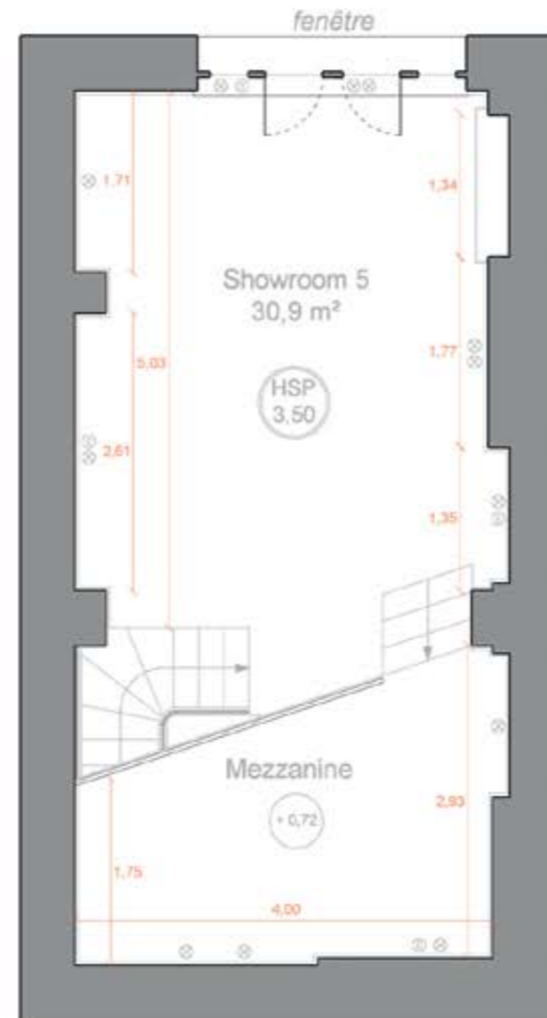 fenêtre
1,71
1,34
Showroom 5
30,9 m²
5,03
1,77
HSP
3,50
2,61
1,35
Mezzanine
+ 0,72
2,93
1,75
4,00